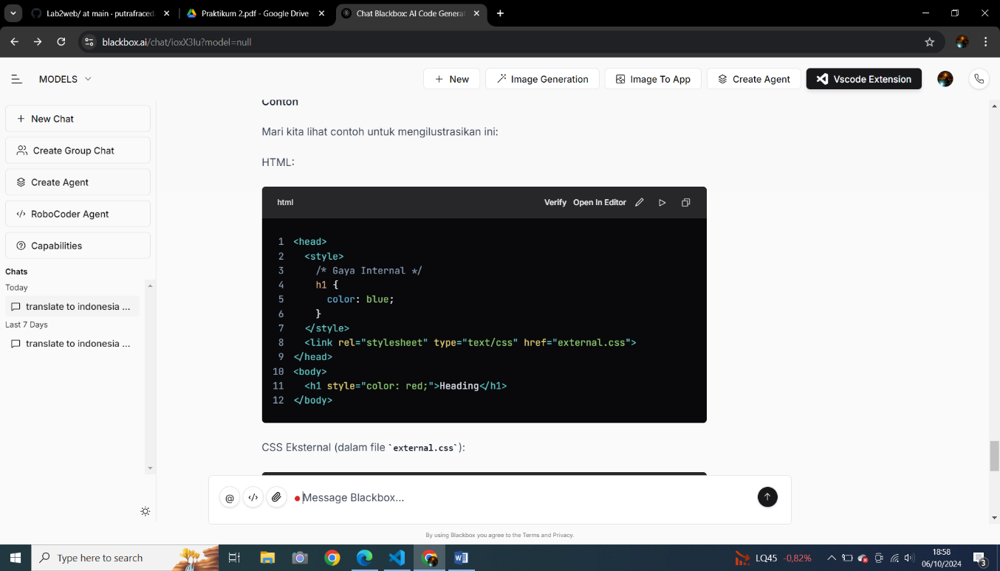 Lab2web/ at main · putrafraced
Praktikum 2.pdf - Google Drive
Chat Blackbox: AI Code Generat
blackbox.ai/chat/ioxX3Iu?model=null
MODELS
New
Image Generation
Image To App
Create Agent
Vscode Extension
New Chat
Create Group Chat
Create Agent
RoboCoder Agent
Capabilities
Chats
Today
translate to indonesia ...
Last 7 Days
translate to indonesia ...
Contoh
Mari kita lihat contoh untuk mengilustrasikan ini:
HTML:
html
Verify Open In Editor
1 <head>
2 <style>
3 /* Gaya Internal */
4 h1 {
5 color: blue;
6 }
7 </style>
8 <link rel="stylesheet" type="text/css" href="external.css">
9 </head>
10 <body>
11 <h1 style="color: red;">Heading</h1>
12 </body>
CSS Eksternal (dalam file `external.css`):
@
Message Blackbox...
By using Blackbox you agree to the Terms and Privacy.
Type here to search
LQ45 -0,82%
18:58
06/10/2024
3